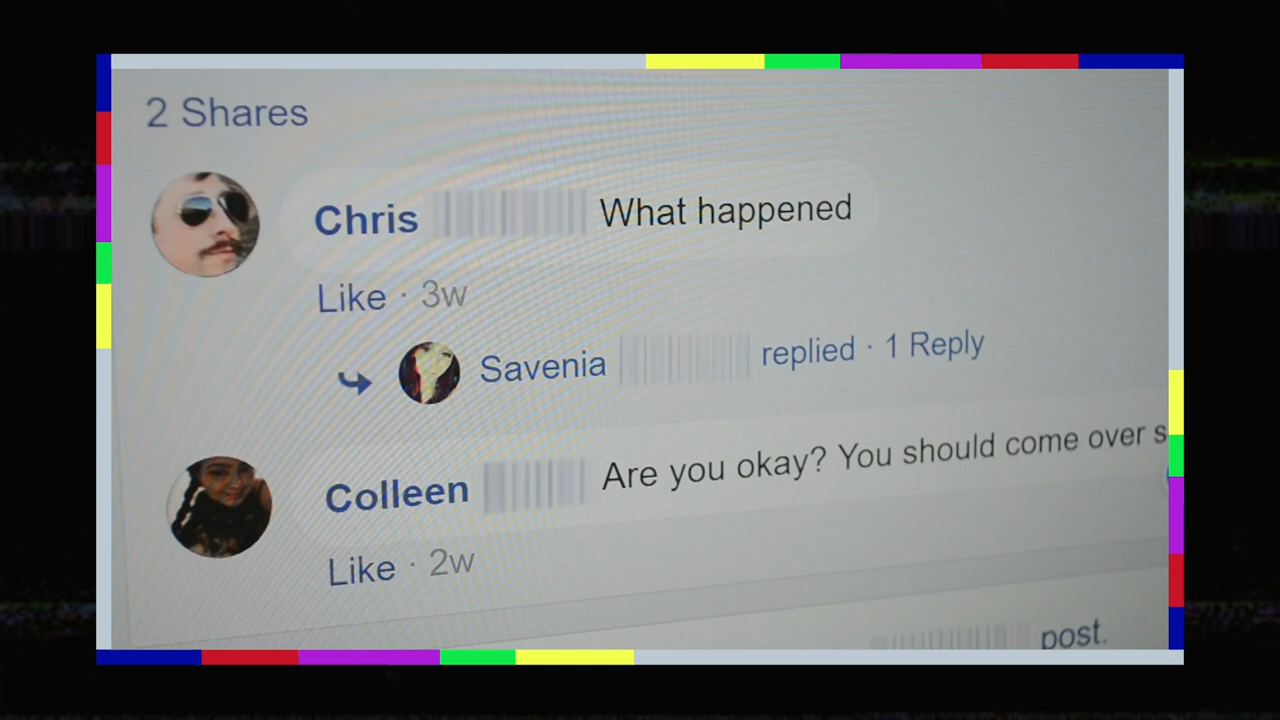 2 Shares
Chris What happened
Like · 3w
Savenia replied · 1 Reply
Colleen Are you okay? You should come over s
Like · 2w
post.